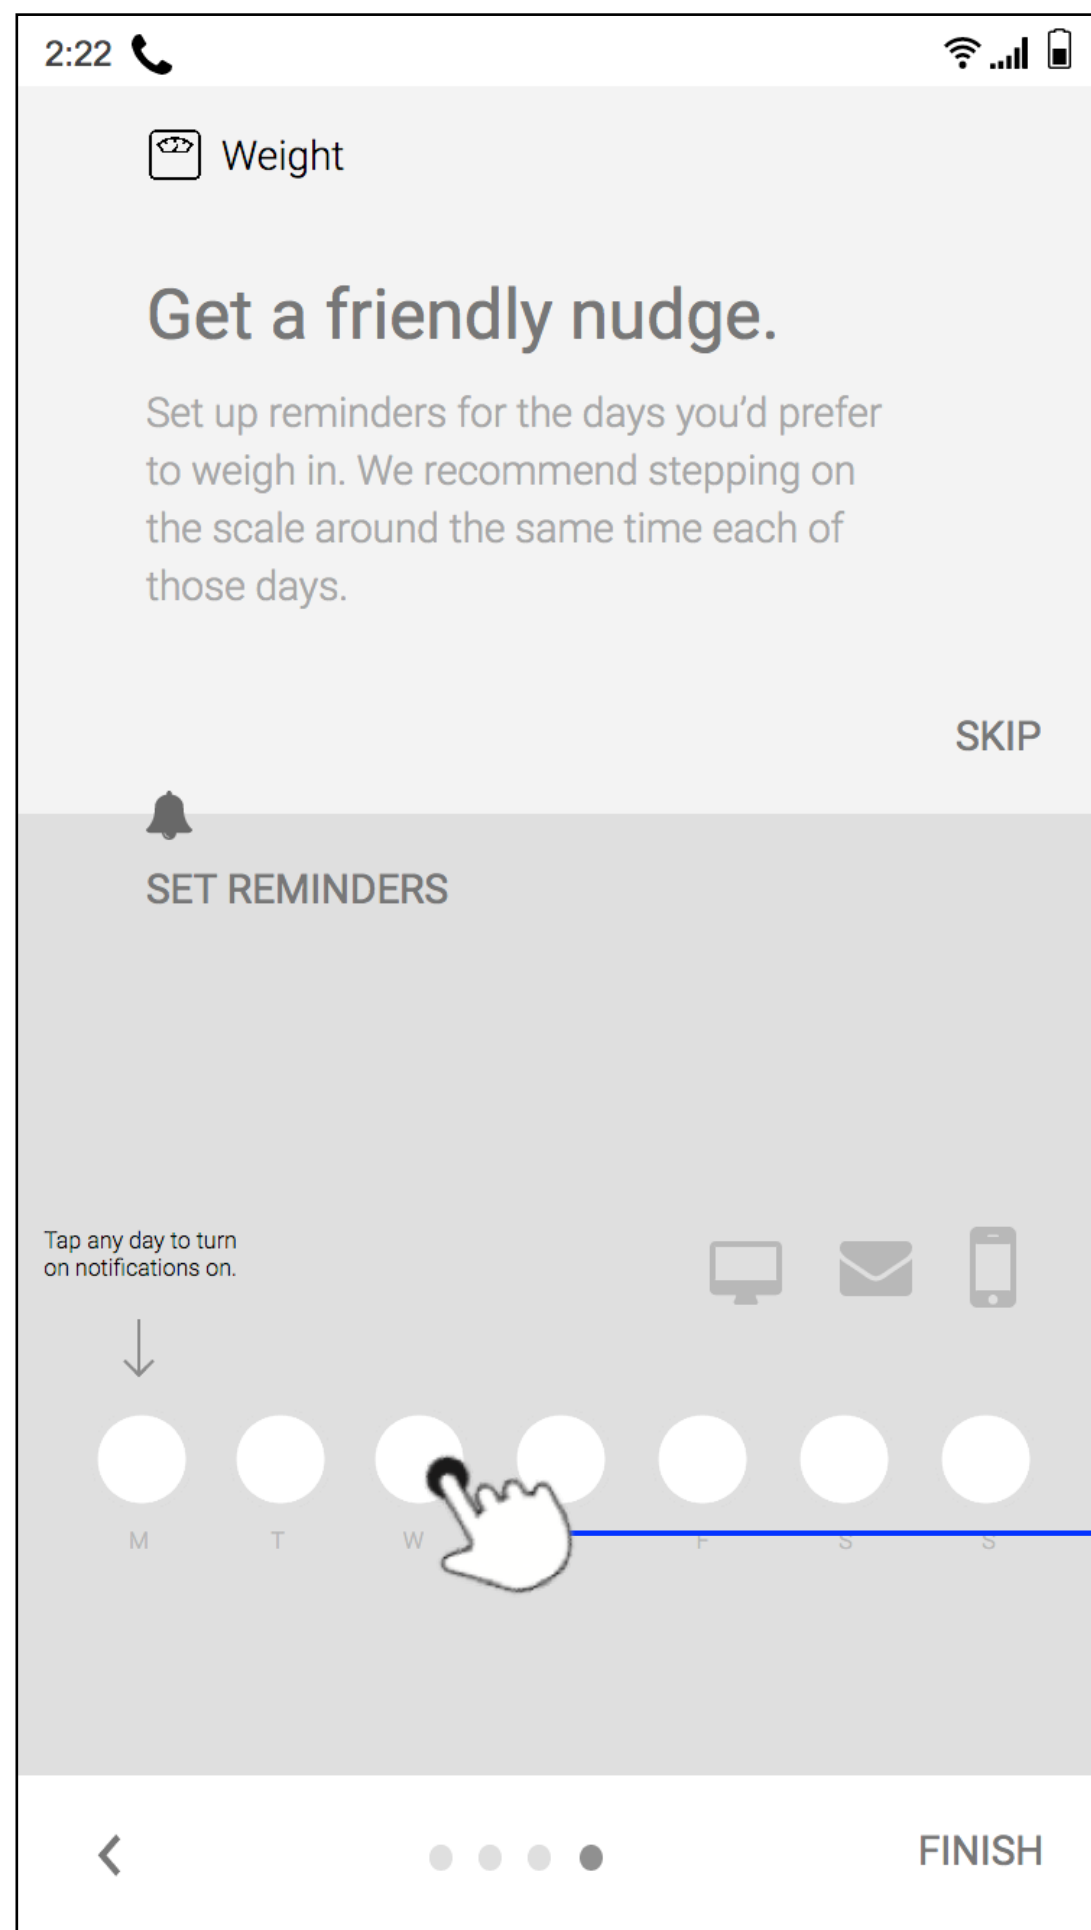 2:22
Weight
Get a friendly nudge.
Set up reminders for the days you’d prefer
to weigh in. We recommend stepping on
the scale around the same time each of
those days.
SKIP
SET REMINDERS
Tap any day to turn
on notifications on.
M T W F S S
FINISH